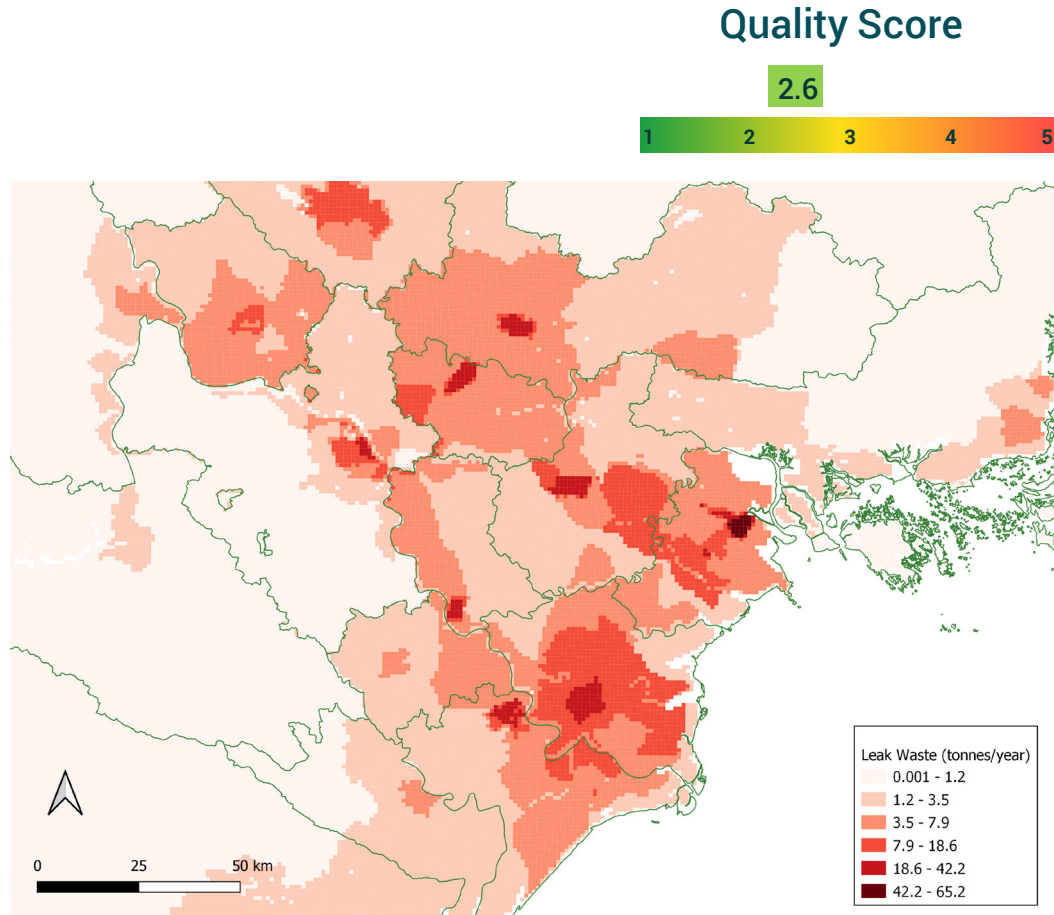 Quality Score
2.6
1 2 3 4 5
Leak Waste (tonnes/year)
0.001 - 1.2
1.2 - 3.5
3.5 - 7.9
7.9 - 18.6
18.6 - 42.2
42.2 - 65.2
0 25 50 km